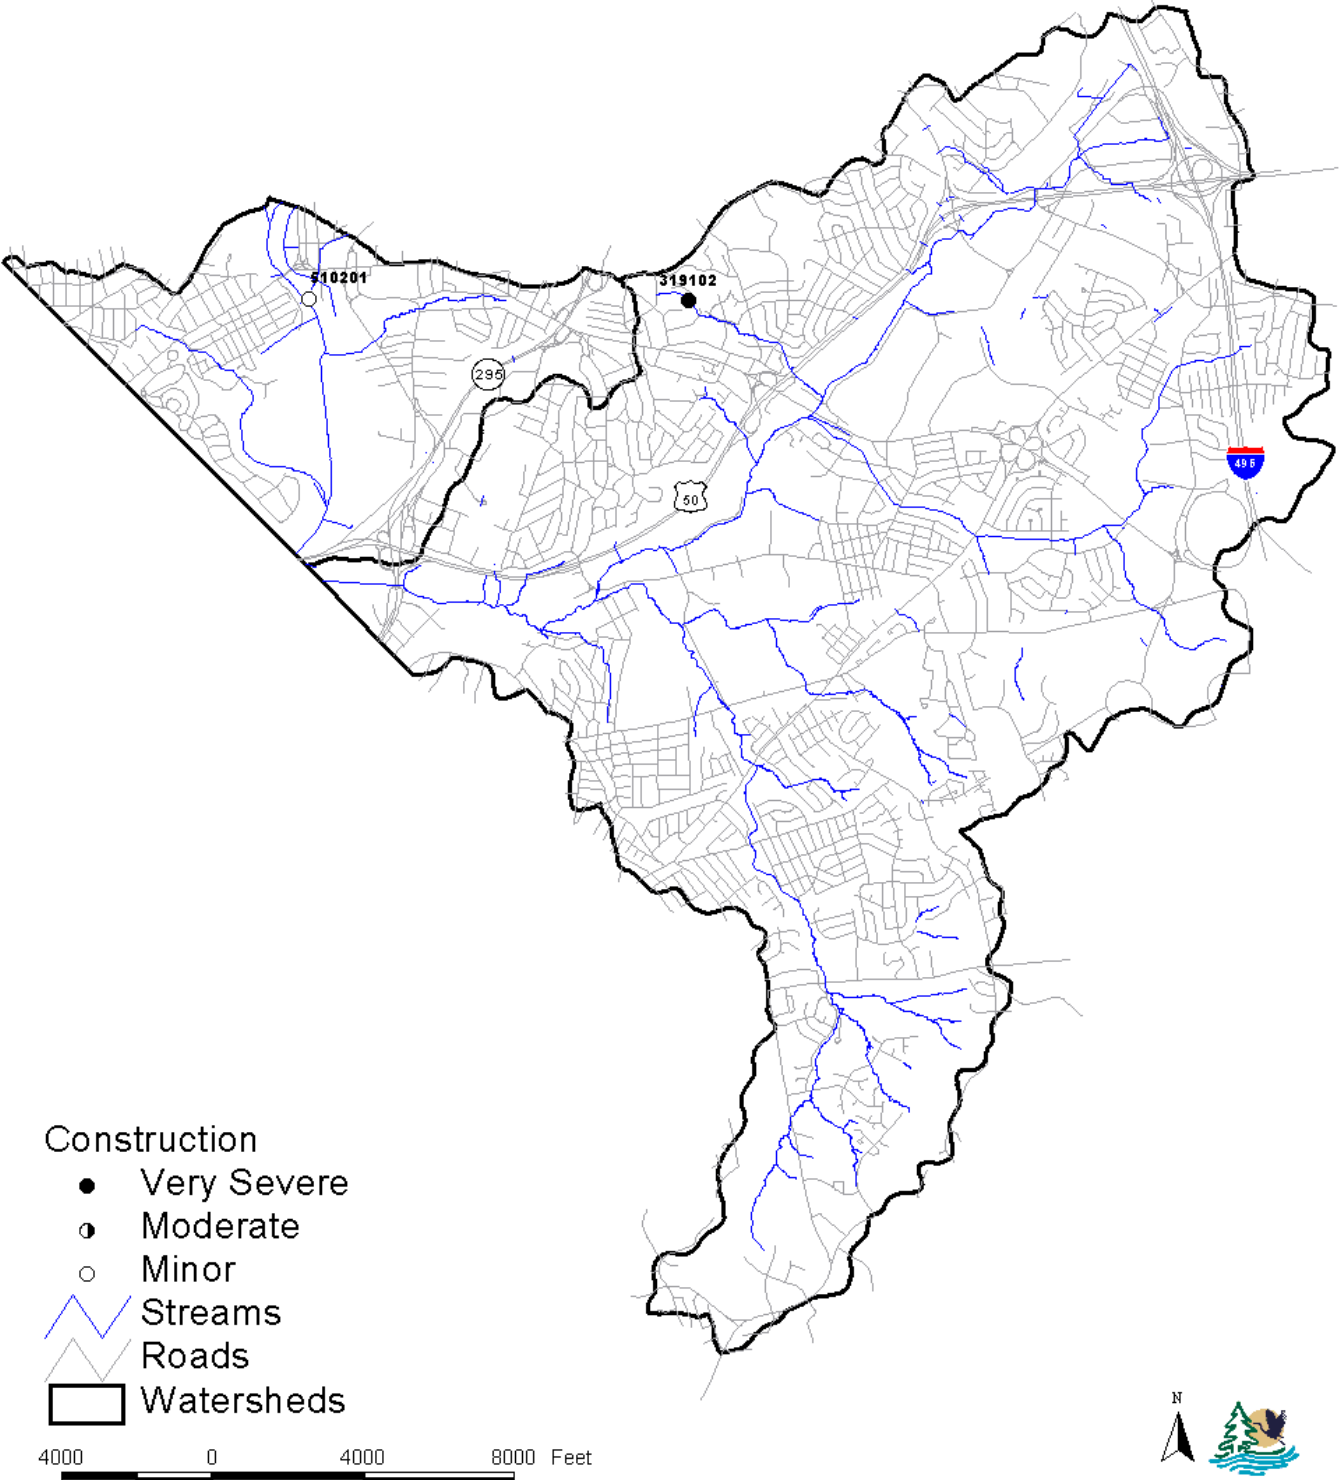 510201
319102
295
50
495
Construction
Very Severe
Moderate
Minor
Streams
Roads
Watersheds
N
4000 0 4000 8000 Feet